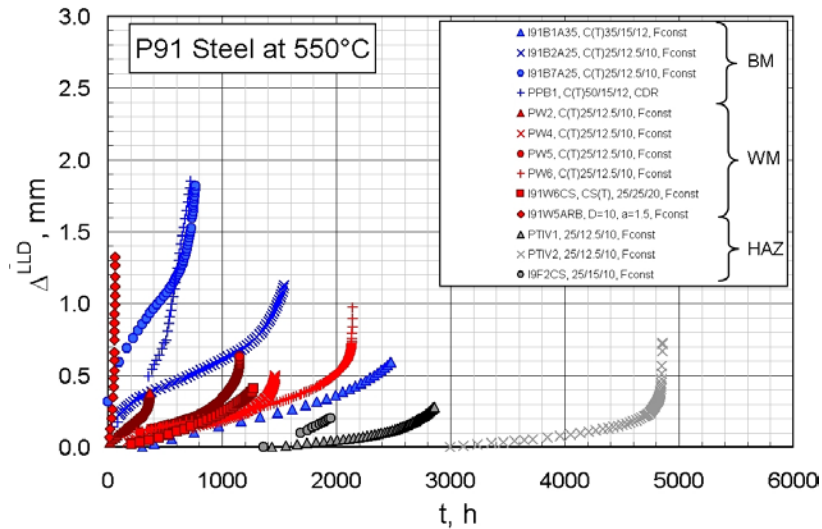 P91 Steel at 550°C
I91B1A35, C(T)35/15/12, Fconst
I91B2A25, C(T)25/12.5/10, Fconst
I91B7A25, C(T)25/12.5/10, Fconst
PPB1, C(T)50/15/12, CDR
BM
PW2, C(T)25/12.5/10, Fconst
PW4, C(T)25/12.5/10, Fconst
PW5, C(T)25/12.5/10, Fconst
PW6, C(T)25/12.5/10, Fconst
I91W6CS, CS(T), 25/25/20, Fconst
I91W5ARB, D=10, a=1.5, Fconst
WM
PTIV1, 25/12.5/10, Fconst
PTIV2, 25/12.5/10, Fconst
I9F2CS, 25/15/10, Fconst
HAZ
3.0
2.5
2.0
1.5
1.0
0.5
0.0
Δ LLD, mm
0 1000 2000 3000 4000 5000 6000
t, h